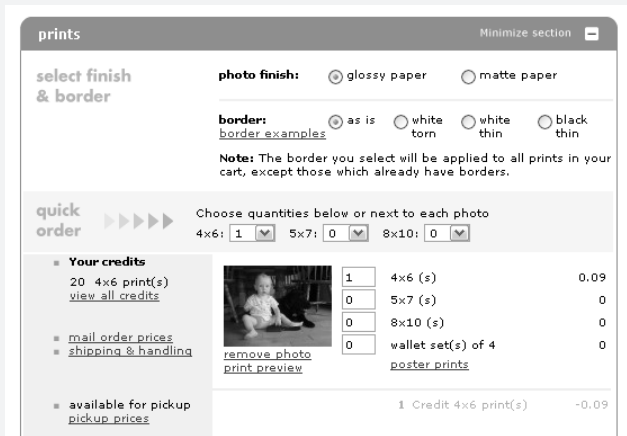 prints Minimize section
select finish
& border
photo finish: glossy paper matte paper
border: as is white torn white thin black thin
border examples
Note: The border you select will be applied to all prints in your
cart, except those which already have borders.
quick
order
Choose quantities below or next to each photo
4x6: 1 5x7: 0 8x10: 0
Your credits
20 4x6 print(s)
view all credits
mail order prices
shipping & handling
available for pickup
pickup prices
remove photo
print preview
1 4x6 (s) 0.09
0 5x7 (s) 0
0 8x10 (s) 0
0 wallet set(s) of 4 0
poster prints
1 Credit 4x6 print(s) -0.09